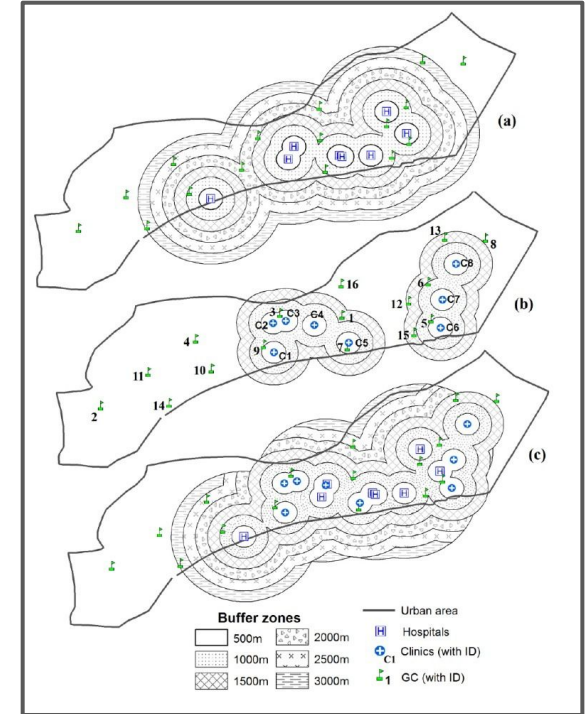 (a)
13
8
C8
6
16
(b)
12
C7
3
C3
C2
C4
1
5
C6
15
4
9
C1
7
C5
11
10
2
14
(c)
Buffer zones
500m
2000m
1000m
2500m
1500m
3000m
Urban area
Hospitals
Clinics (with ID)
C1
GC (with ID)
1